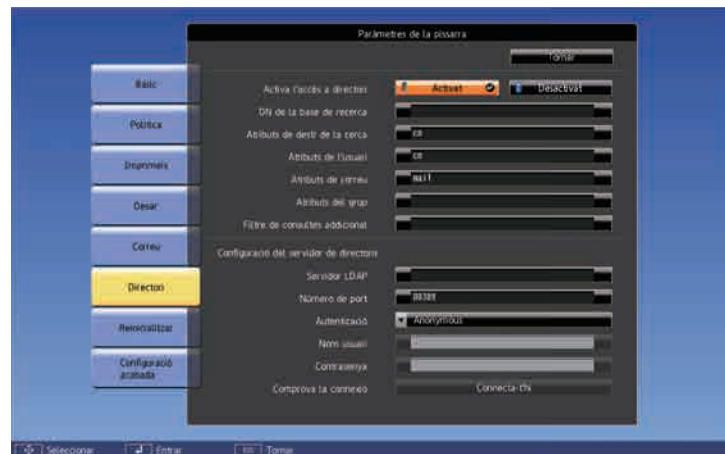 Paràmetres de la pissarra
Tornar
Bàsic
Política
Imprimeix
Desar
Correu
Directori
Reinicialitzar
Configuració
acabada
Activa l'accés a directori
Activat
Desactivat
DN de la base de recerca
Atributs de destí de la cerca
cn
Atributs de l'usuari
cn
Atributs de correu
mail
Atributs del grup
Filtre de consultes addicional
Configuració del servidor de directoris
Servidor LDAP
Número de port
00389
Autenticació
Anonymous
Nom usuari
Contrasenya
Comprova la connexió
Connecta-t'hi
Seleccionar
Entrar
Tornar